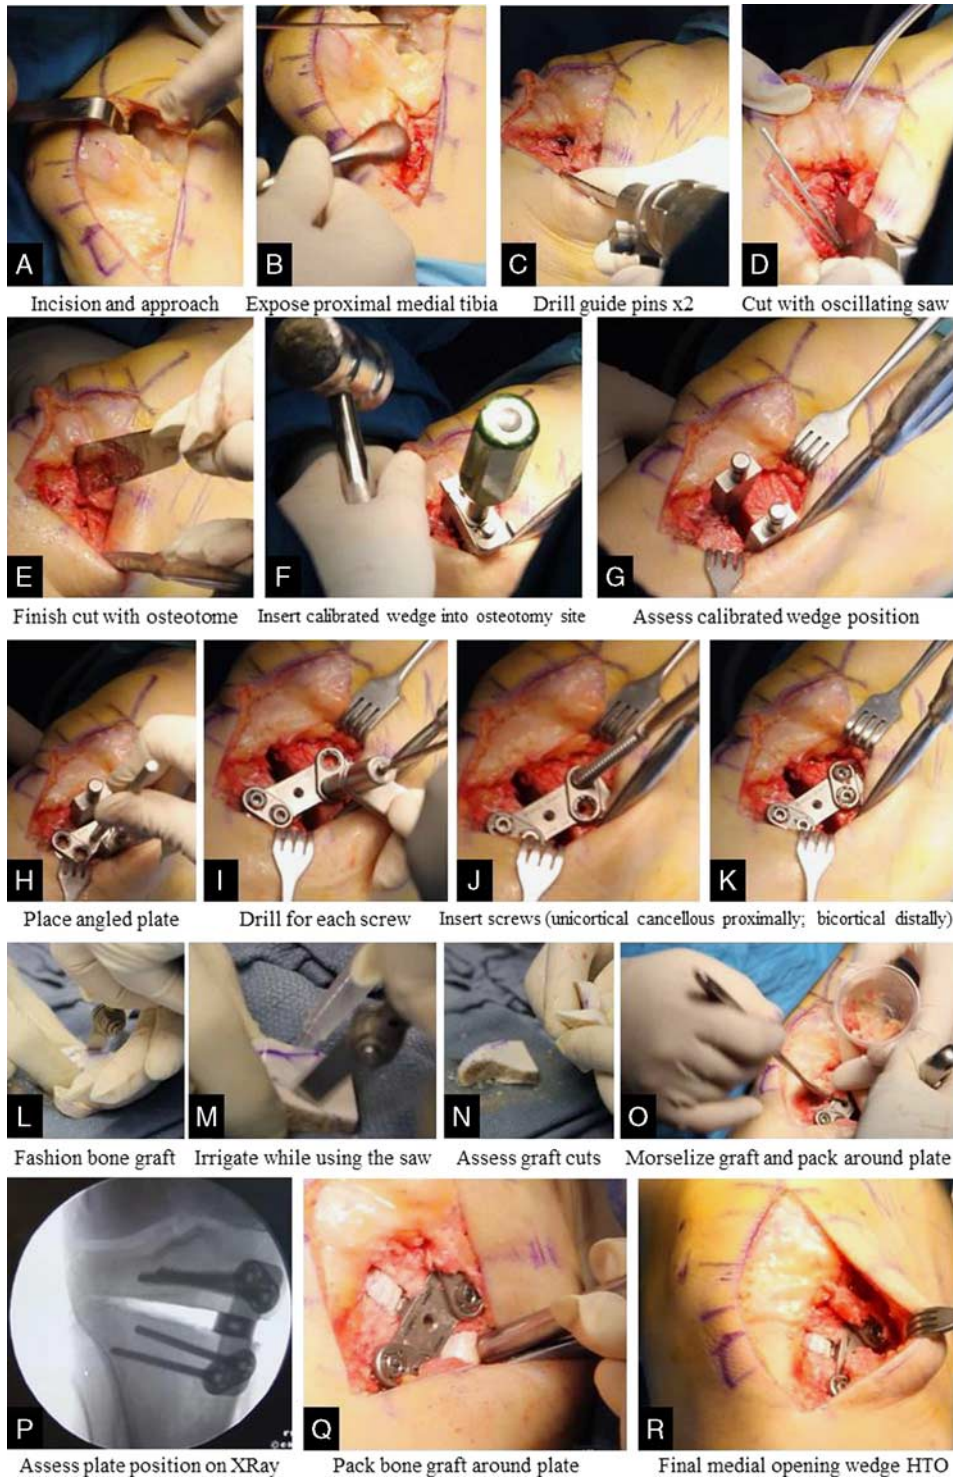 A
B
C
D
Incision and approach
Expose proximal medial tibia
Drill guide pins x2
Cut with oscillating saw
E
F
G
Finish cut with osteotome
Insert calibrated wedge into osteotomy site
Assess calibrated wedge position
H
I
J
K
Place angled plate
Drill for each screw
Insert screws (unicortical cancellous proximally; bicortical distally)
L
M
N
O
Fashion bone graft
Irrigate while using the saw
Assess graft cuts
Morselize graft and pack around plate
P
Q
R
Assess plate position on XRay
Pack bone graft around plate
Final medial opening wedge HTO